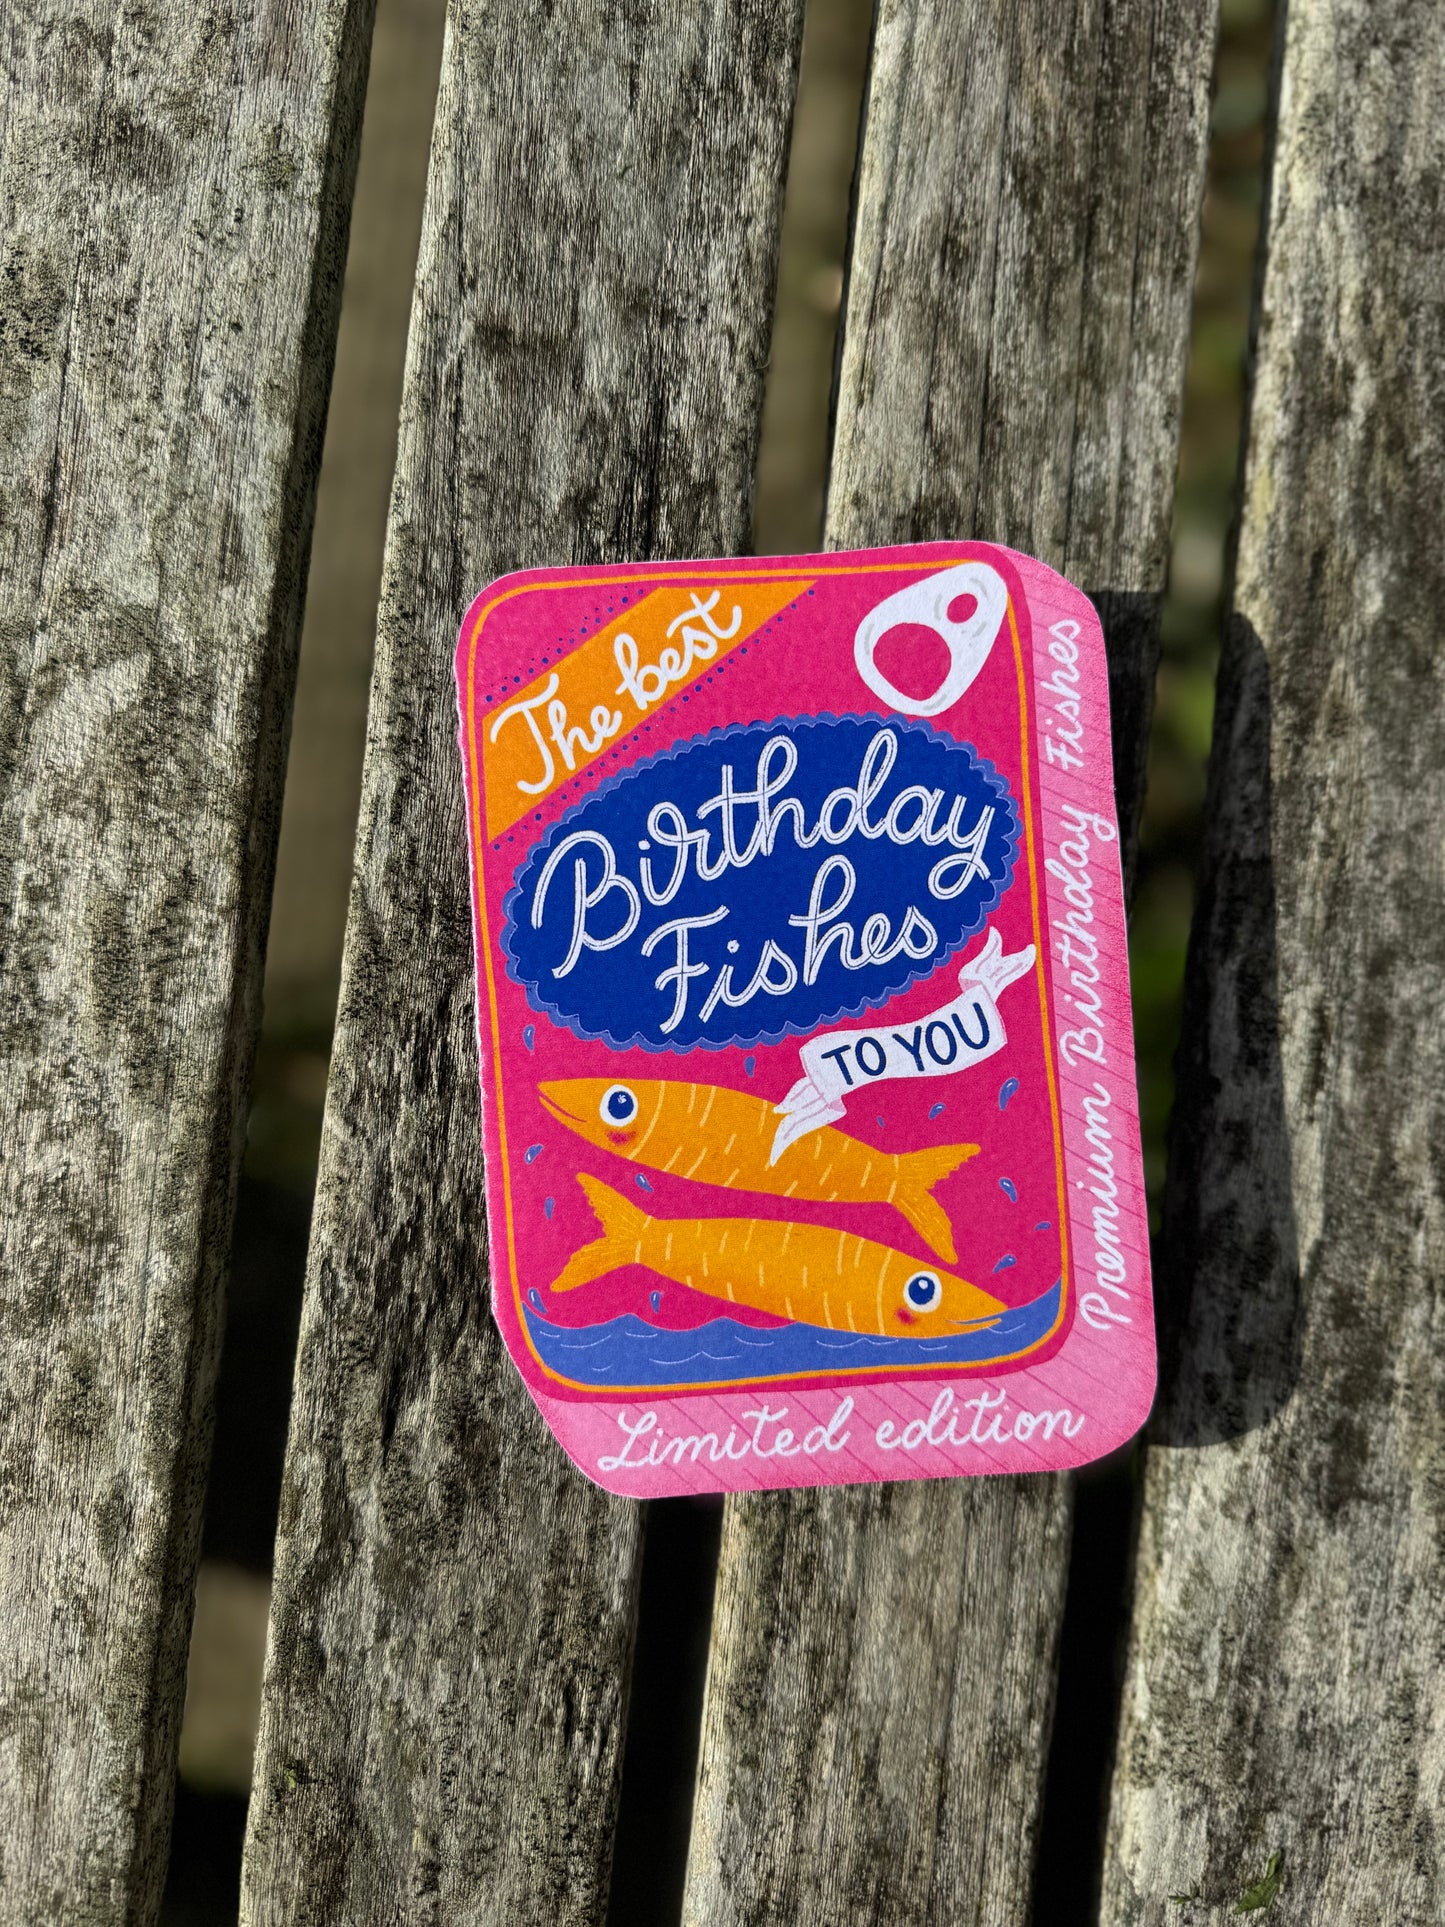 The best
Birthday
Fishes
TO YOU
Limited edition
Premium Birthday Fishes